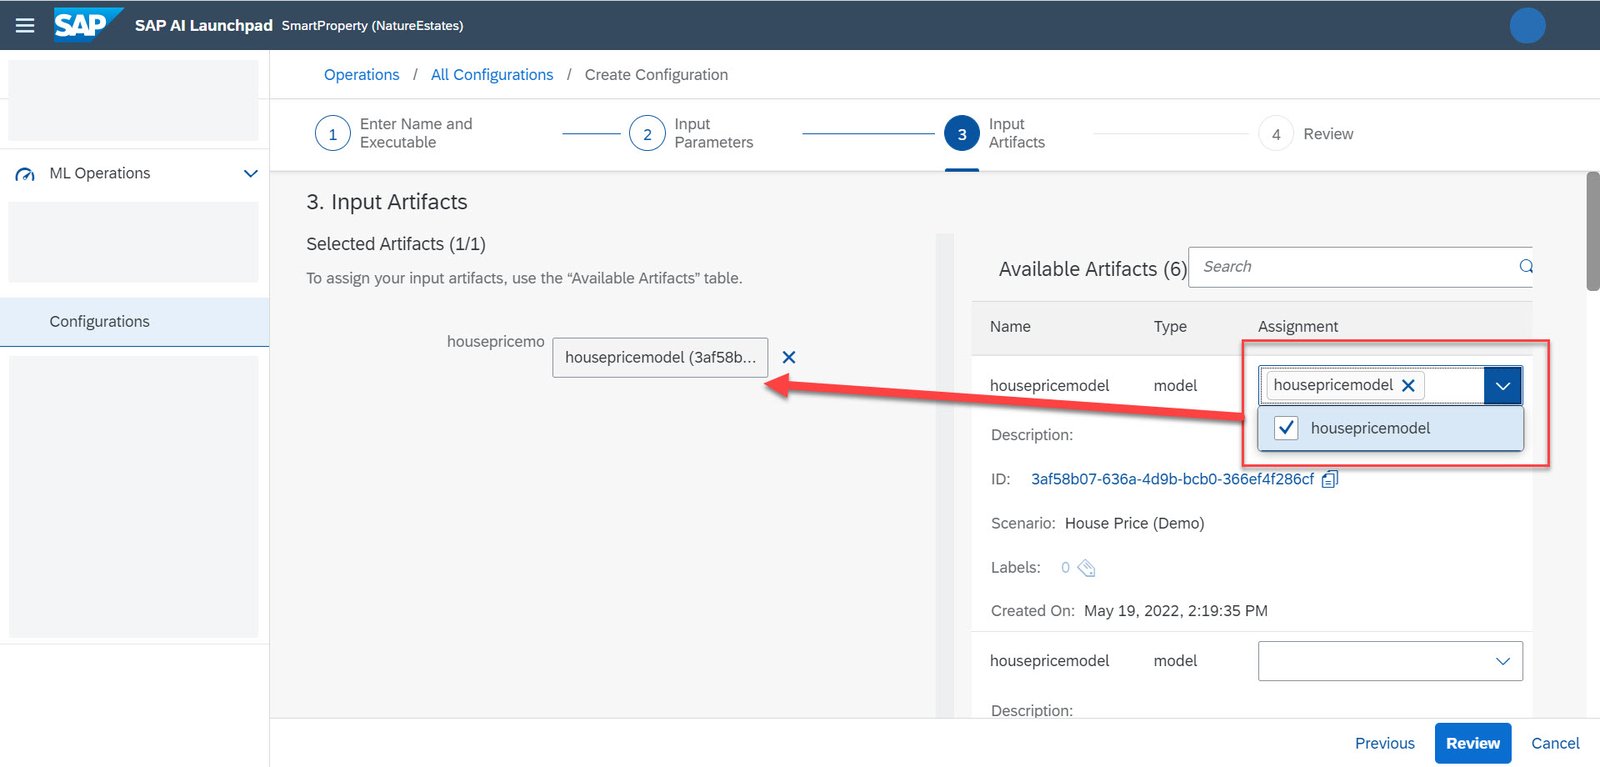 SAP SAP AI Launchpad SmartProperty (NatureEstates)
Operations / All Configurations / Create Configuration
1 Enter Name and
Executable
2 Input
Parameters
3 Input
Artifacts
4 Review
ML Operations
Configurations
3. Input Artifacts
Selected Artifacts (1/1)
To assign your input artifacts, use the “Available Artifacts” table.
housepricemo housepricemodel (3af58b...
Available Artifacts (6) Search
Name Type Assignment
housepricemodel model housepricemodel
housepricemodel
Description:
ID: 3af58b07-636a-4d9b-bcb0-366ef4f286cf
Scenario: House Price (Demo)
Labels: 0
Created On: May 19, 2022, 2:19:35 PM
housepricemodel model
Description:
Previous Review Cancel